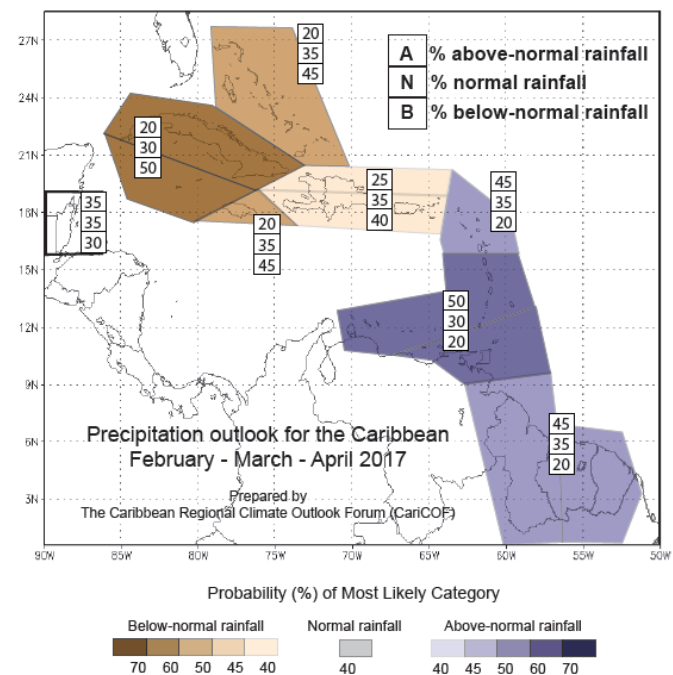 27N
24N
21N
18N
15N
12N
9N
6N
3N
A % above-normal rainfall
N % normal rainfall
B % below-normal rainfall
20
35
45
20
30
50
25
35
40
45
35
20
35
35
30
20
35
45
50
30
20
45
35
20
Precipitation outlook for the Caribbean
February - March - April 2017
Prepared by
The Caribbean Regional Climate Outlook Forum (CariCOF)
90W 85W 80W 75W 70W 65W 60W 55W 50W
Probability (%) of Most Likely Category
Below-normal rainfall Normal rainfall Above-normal rainfall
70 60 50 45 40 40 40 45 50 60 70